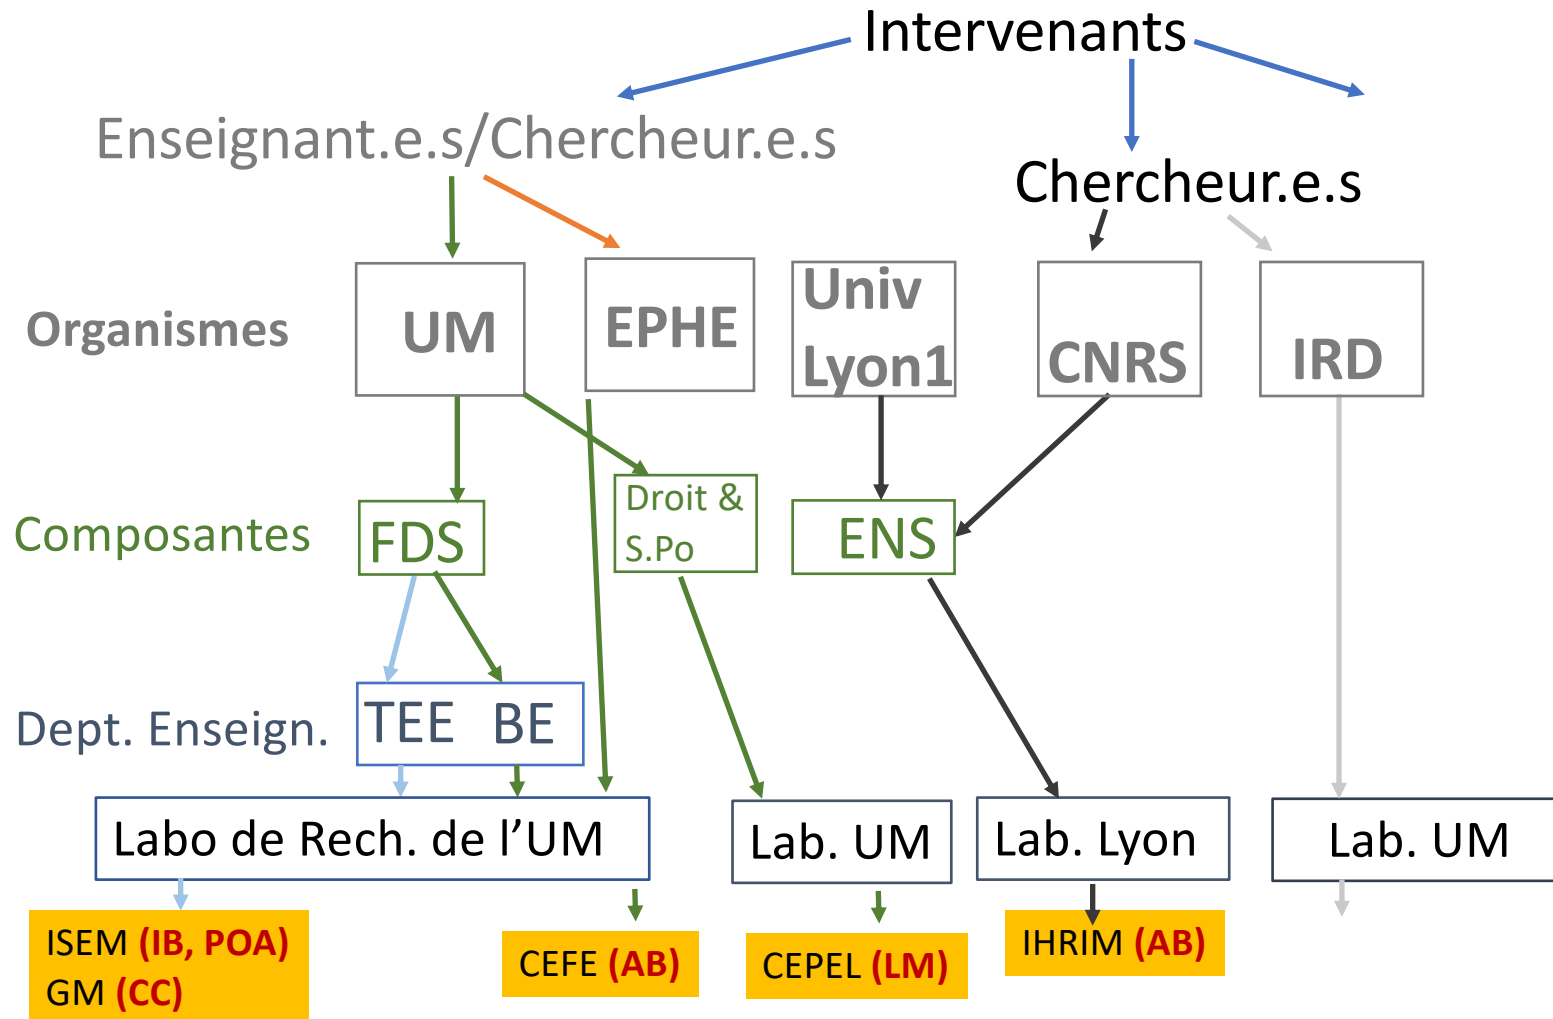 Intervenants
Enseignant.e.s/Chercheur.e.s
Chercheur.e.s
Organismes
UM
EPHE
Univ
Lyon1
CNRS
IRD
Composantes
FDS
Droit &
S.Po
ENS
Dept. Enseign.
TEE BE
Labo de Rech. de l’UM
Lab. UM
Lab. Lyon
Lab. UM
ISEM (IB, POA)
GM (CC)
CEFE (AB)
CEPEL (LM)
IHRIM (AB)